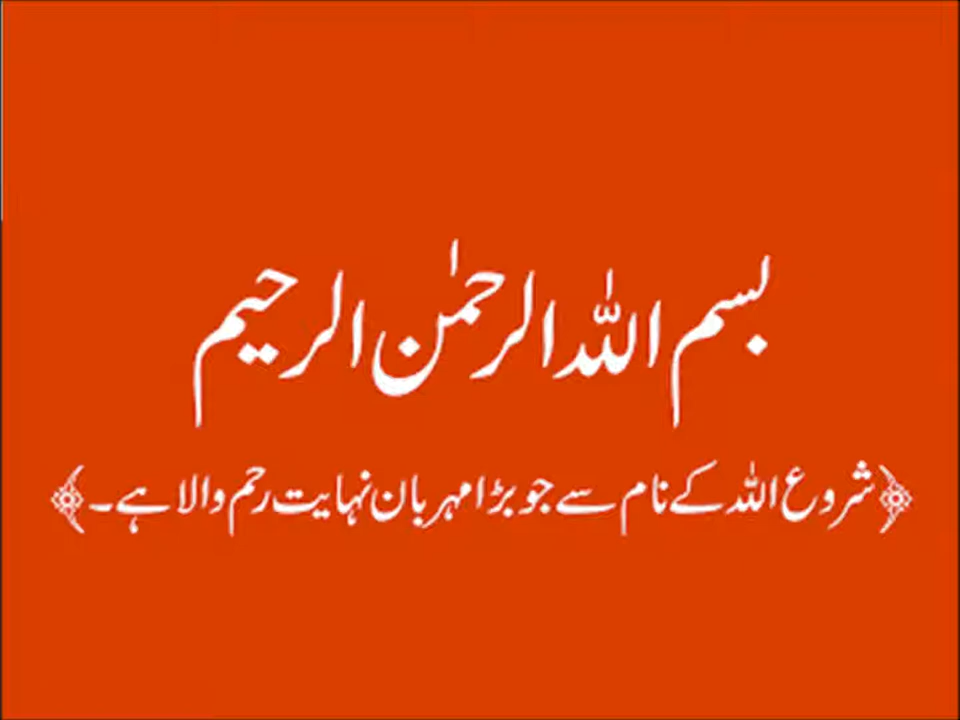 بسم اللہ الرحمٰن الرحیم
﴿شروع اللہ کے نام سے جو بڑا مہربان نہایت رحم والا ہے۔﴾